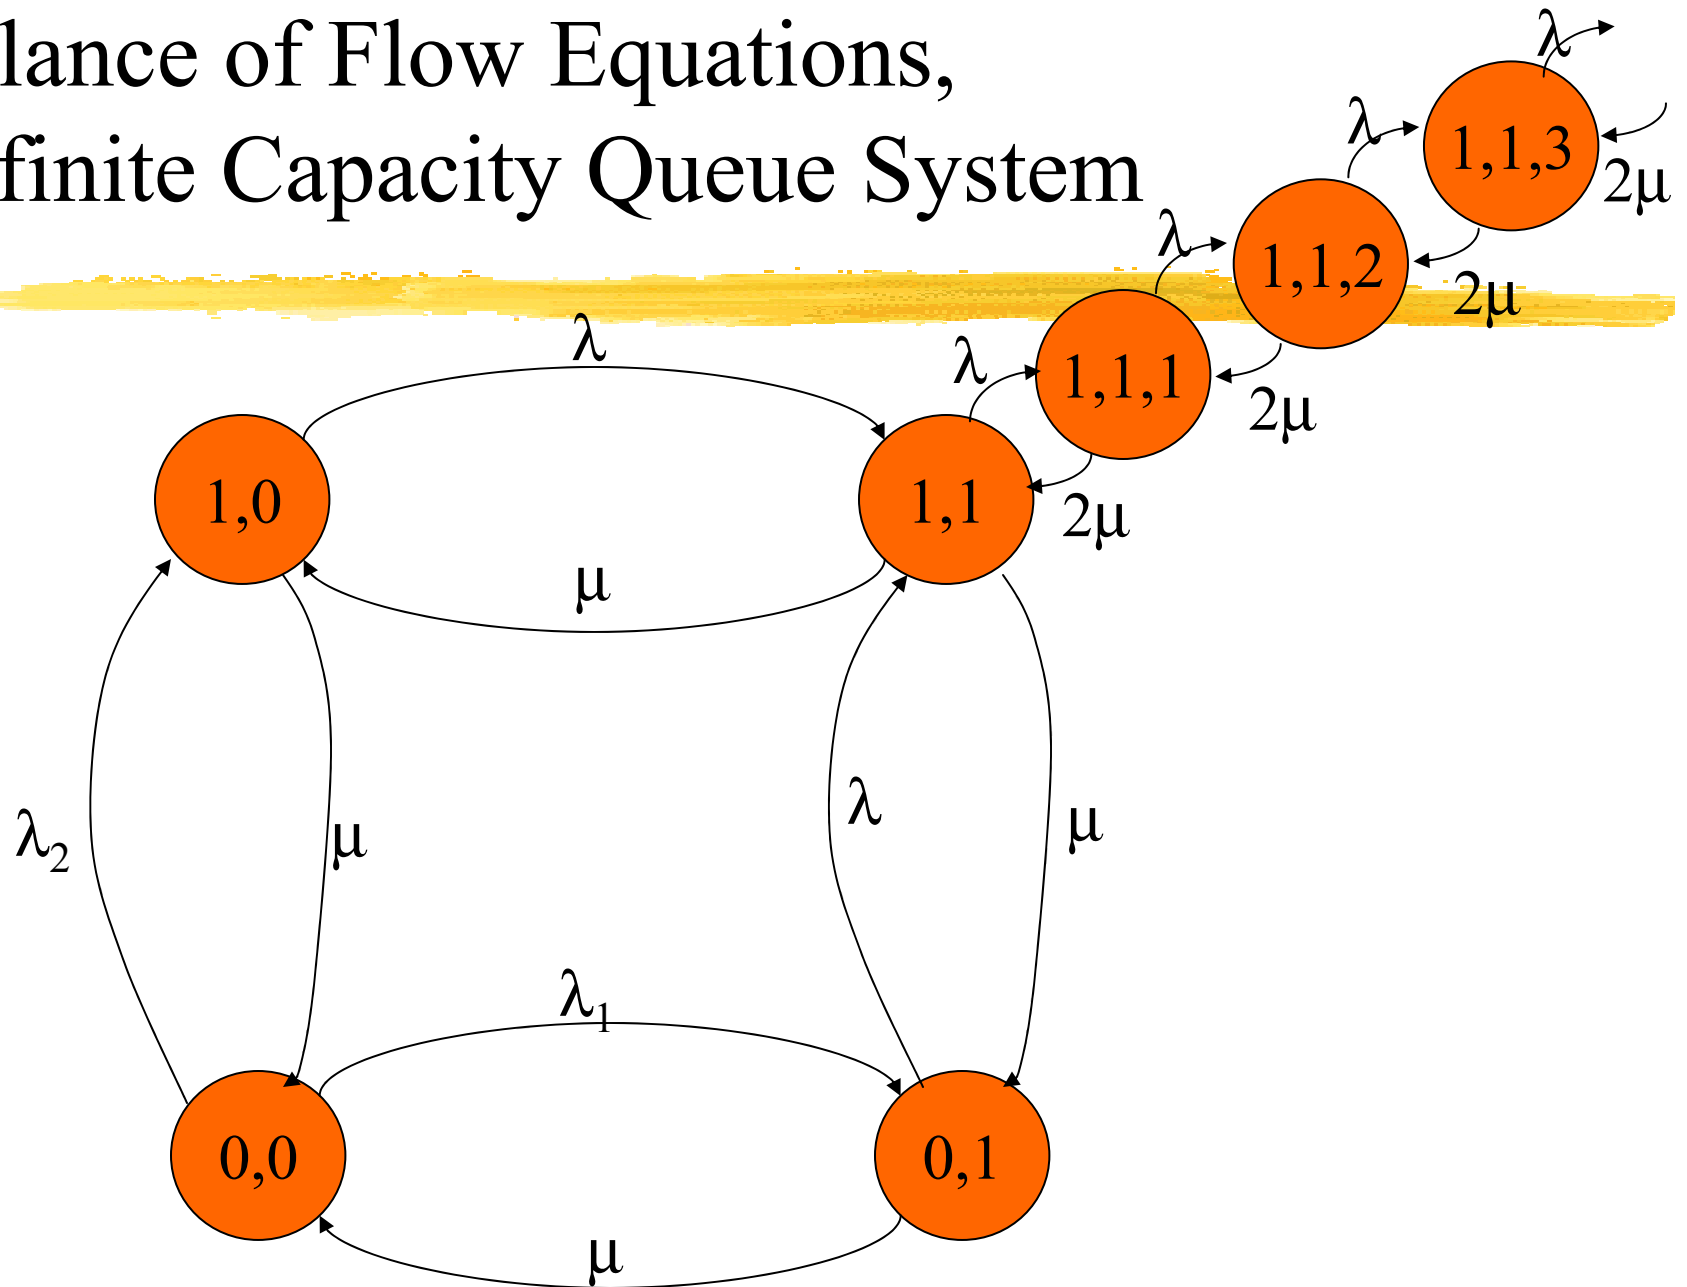 lance of Flow Equations,
finite Capacity Queue System
λ
1,1,3
2μ
λ
1,1,2
2μ
λ
1,1,1
2μ
λ
1,1
2μ
λ
1,0
μ
λ₂
μ
λ
μ
λ₁
0,0
0,1
μ